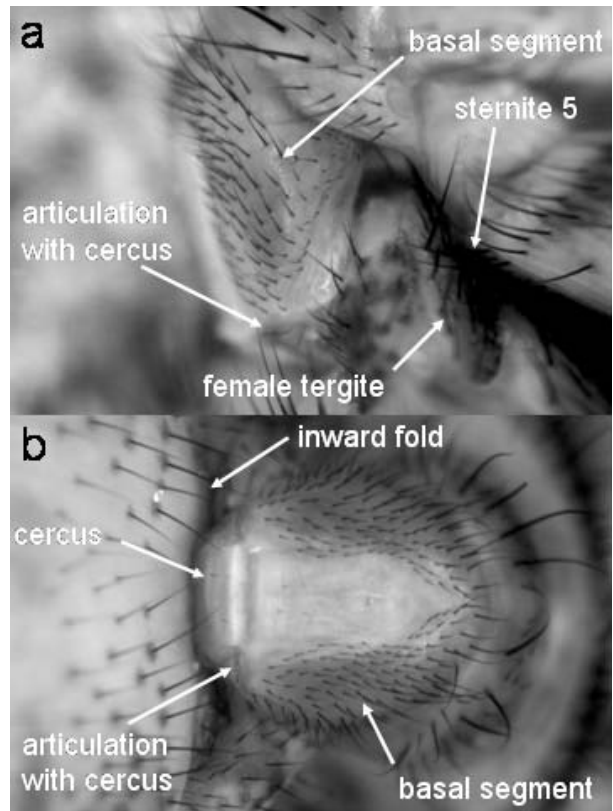 a
basal segment
sternite 5
articulation
with cercus
female tergite
b
inward fold
cercus
articulation
with cercus
basal segment